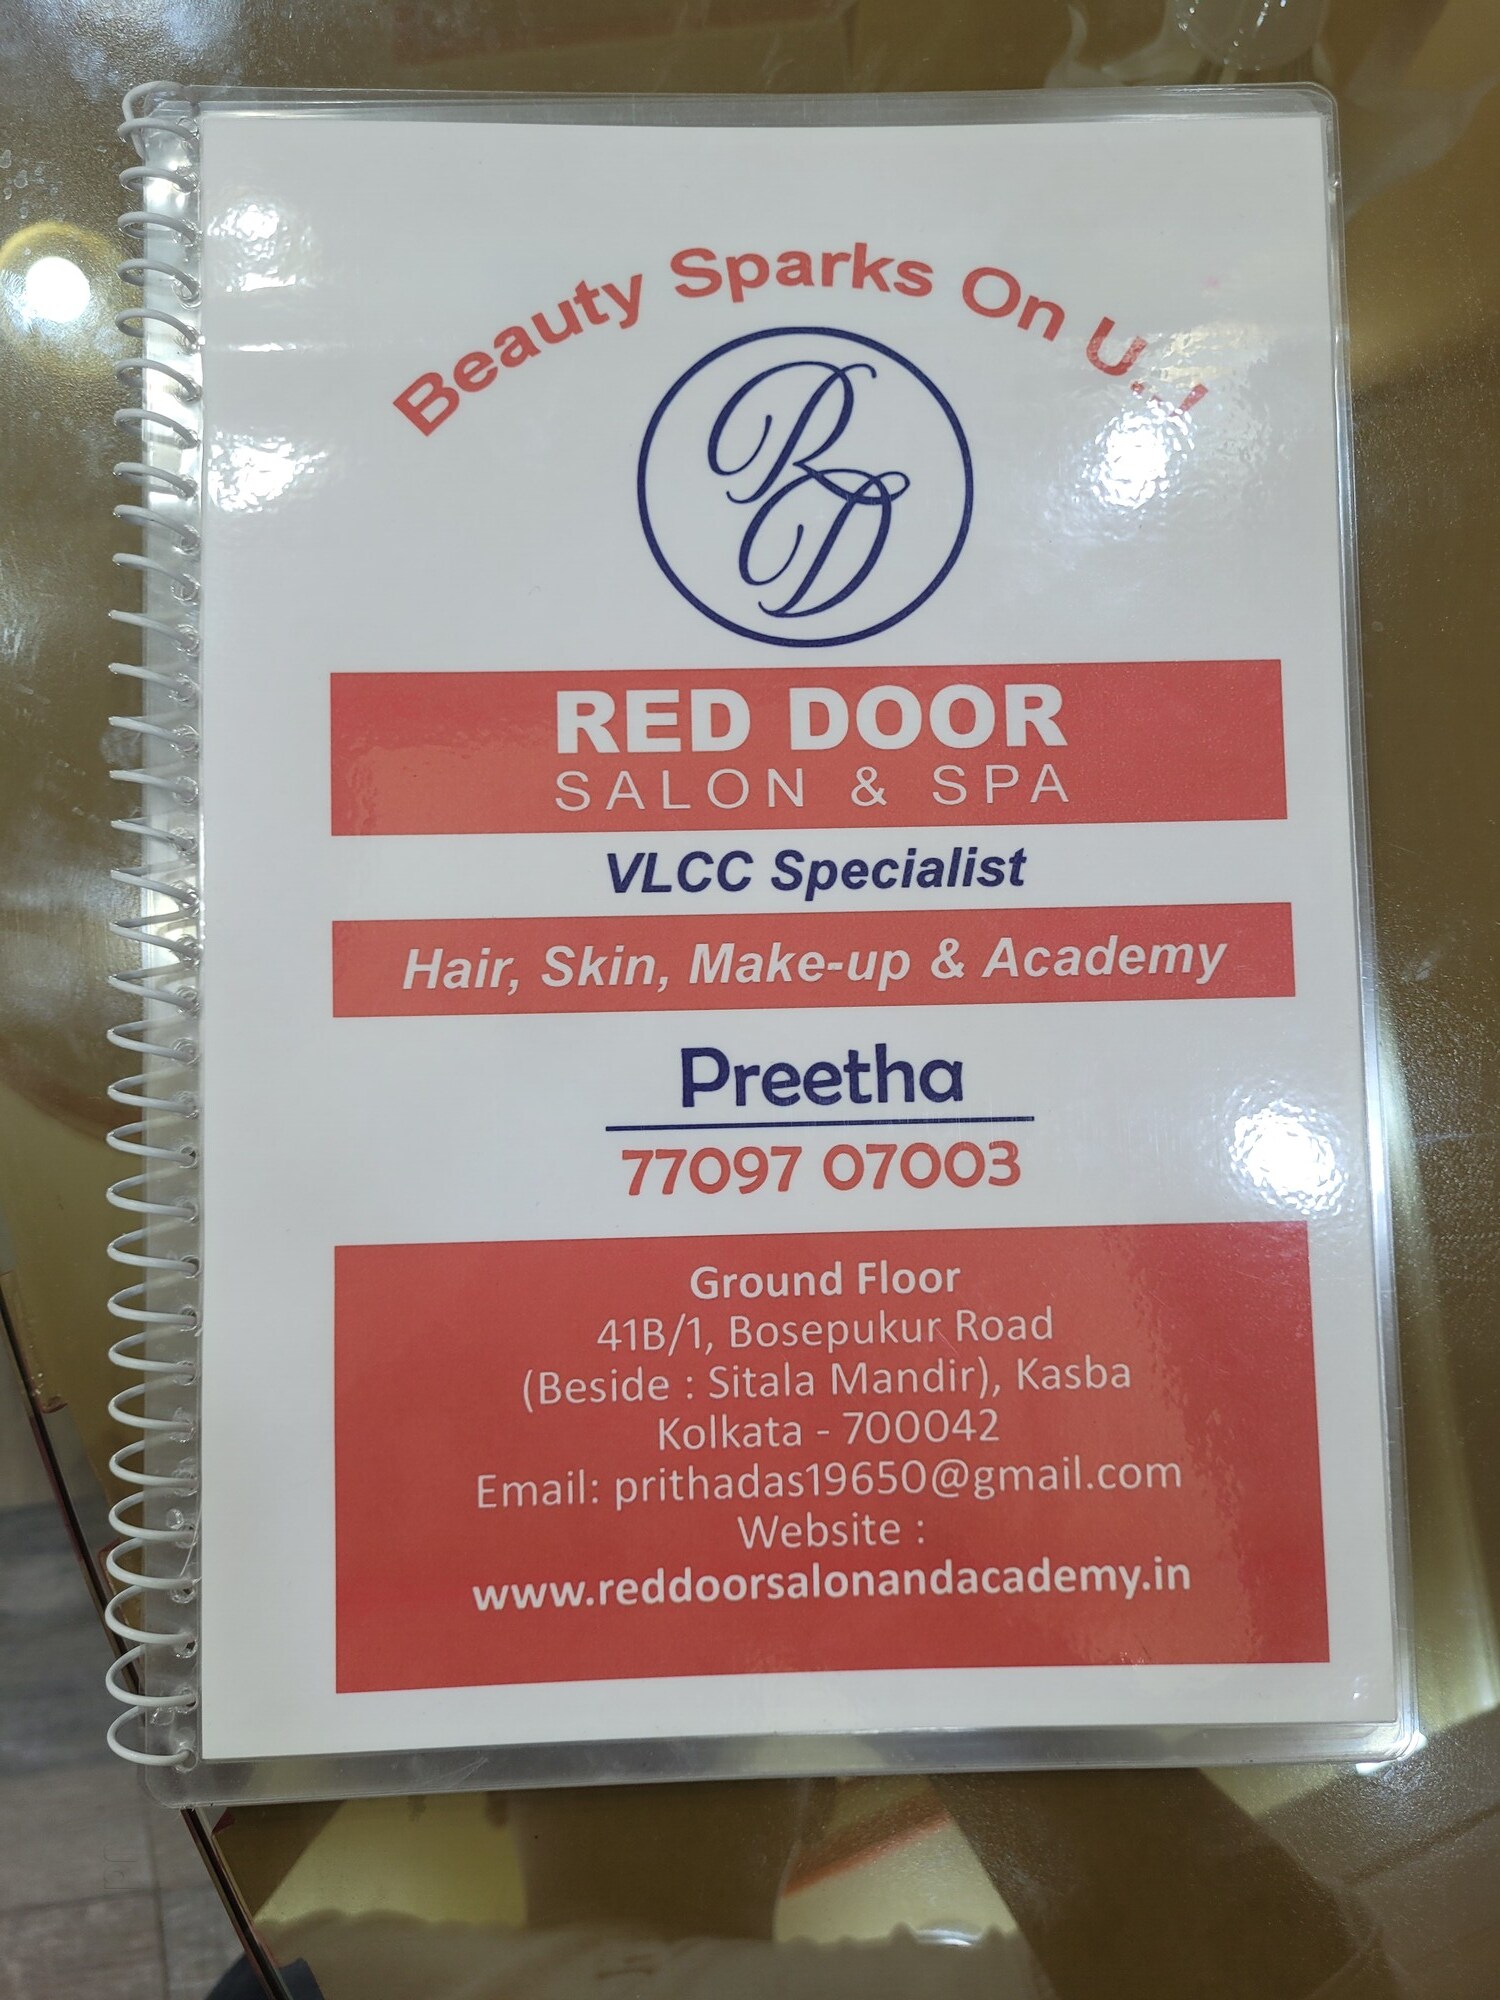 Beauty Sparks On U..!
RD
RED DOOR
SALON & SPA
VLCC Specialist
Hair, Skin, Make-up & Academy
Preetha
77097 07003
Ground Floor
41B/1, Bosepukur Road
(Beside : Sitala Mandir), Kasba
Kolkata - 700042
Email: prithadas19650@gmail.com
Website :
www.reddoorsalonandacademy.in